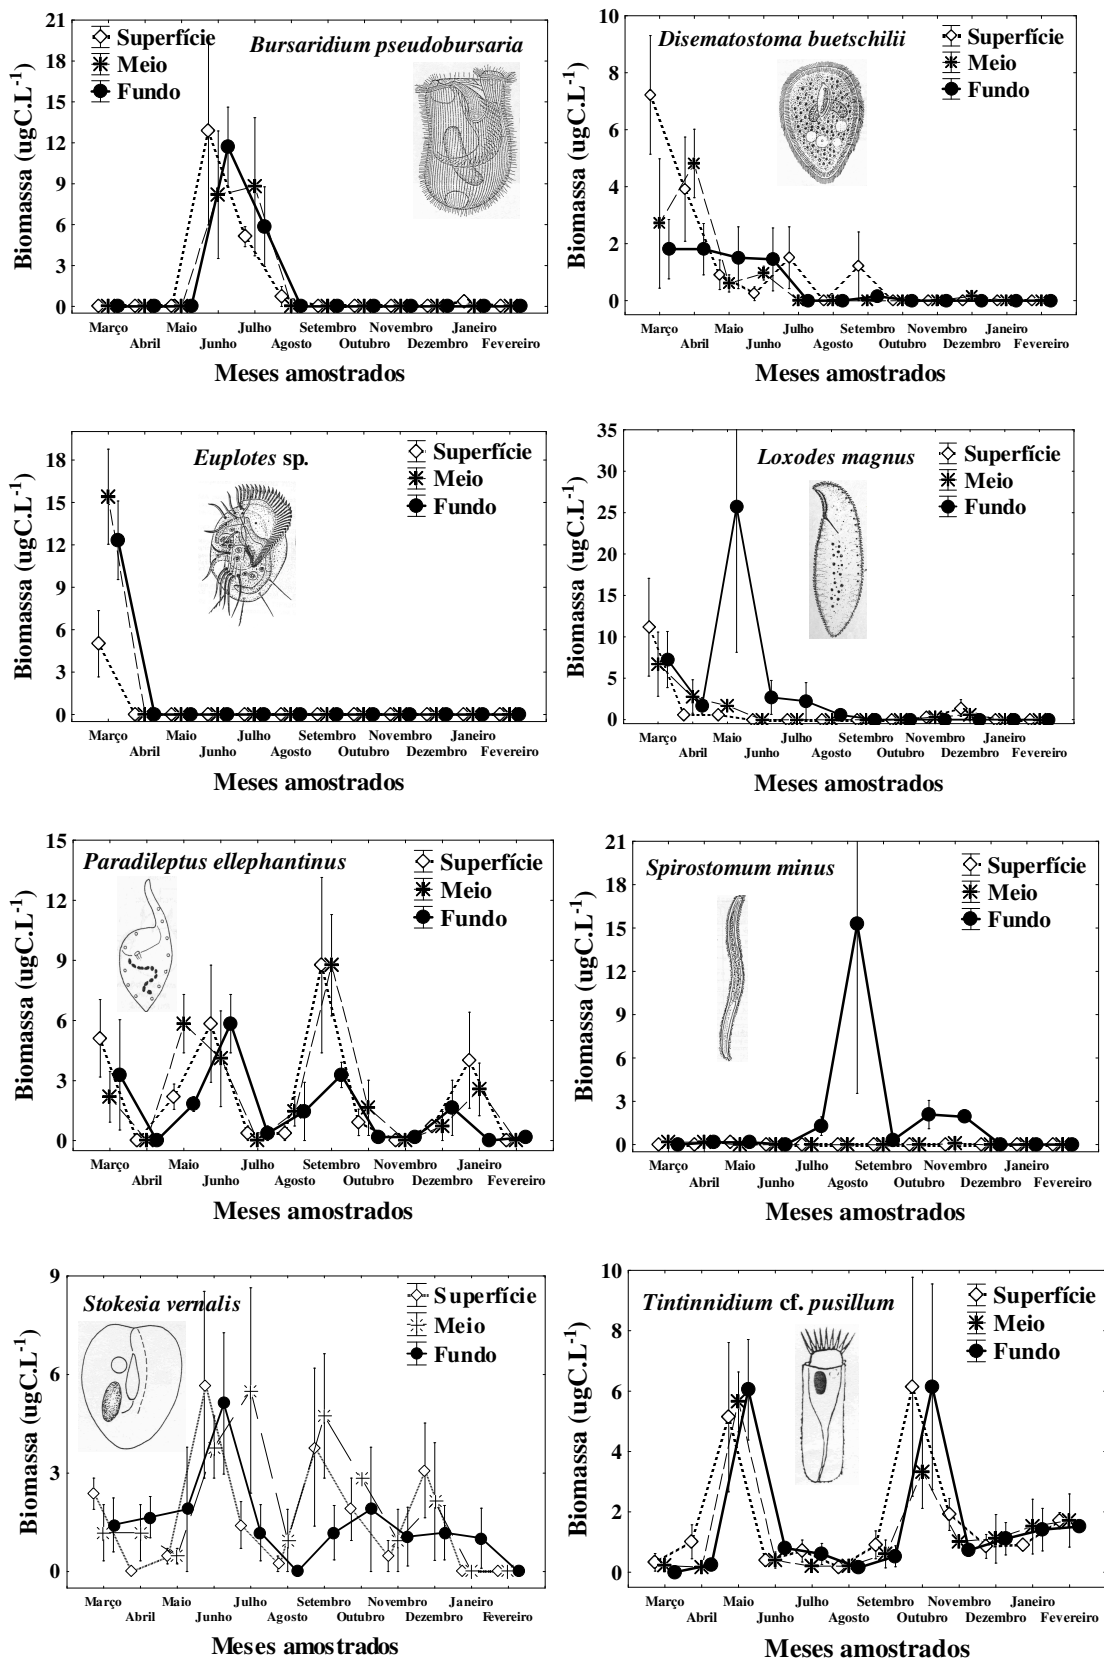 Bursaridium pseudobursaria
Superfície
Meio
Fundo
Biomassa (ugC.L-1)
21
18
15
12
9
6
3
0
Março Maio Julho Setembro Novembro Janeiro
Abril Junho Agosto Outubro Dezembro Fevereiro
Meses amostrados
Disematostoma buetschilii
Superfície
Meio
Fundo
Biomassa (ugC.L-1)
10
8
6
4
2
0
Março Maio Julho Setembro Novembro Janeiro
Abril Junho Agosto Outubro Dezembro Fevereiro
Meses amostrados
Euplotes sp.
Superfície
Meio
Fundo
Biomassa (ugC.L-1)
18
15
12
9
6
3
0
Março Maio Julho Setembro Novembro Janeiro
Abril Junho Agosto Outubro Dezembro Fevereiro
Meses amostrados
Loxodes magnus
Superfície
Meio
Fundo
Biomassa (ugC.L-1)
35
30
25
20
15
10
5
0
Março Maio Julho Setembro Novembro Janeiro
Junho Agosto Outubro Dezembro Fevereiro
Abril
Meses amostrados
Paradileptus ellephantinus
Superfície
Meio
Fundo
Biomassa (ugC.L-1)
15
12
9
6
3
0
Março Maio Julho Setembro Novembro Janeiro
Abril Junho Agosto Outubro Dezembro Fevereiro
Meses amostrados
Spirostomum minus
Superfície
Meio
Fundo
Biomassa (ugC.L-1)
21
18
15
12
9
6
3
0
Março Maio Julho Setembro Novembro Janeiro
Abril Junho Agosto Outubro Dezembro Fevereiro
Meses amostrados
Stokesia vernalis
Superfície
Meio
Fundo
Biomassa (ugC.L-1)
9
6
3
0
Março Maio Julho Setembro Novembro Janeiro
Abril Junho Agosto Outubro Dezembro Fevereiro
Meses amostrados
Tintinnidium cf. pusillum
Superfície
Meio
Fundo
Biomassa (ugC.L-1)
10
8
6
4
2
0
Março Maio Julho Setembro Novembro Janeiro
Abril Junho Agosto Outubro Dezembro Fevereiro
Meses amostrados